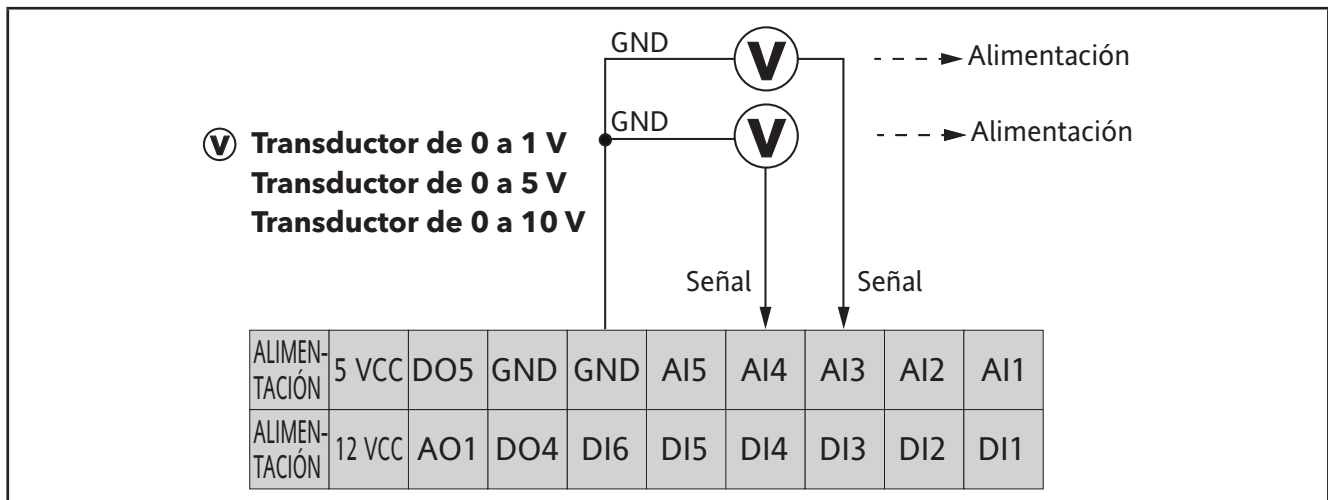 GND
V
Alimentación
GND
V
Alimentación
V Transductor de 0 a 1 V
Transductor de 0 a 5 V
Transductor de 0 a 10 V
Señal
Señal
ALIMEN-
TACIÓN
5 VCC DO5 GND GND AI5 AI4 AI3 AI2 AI1
ALIMEN-
TACIÓN
12 VCC AO1 DO4 DI6 DI5 DI4 DI3 DI2 DI1